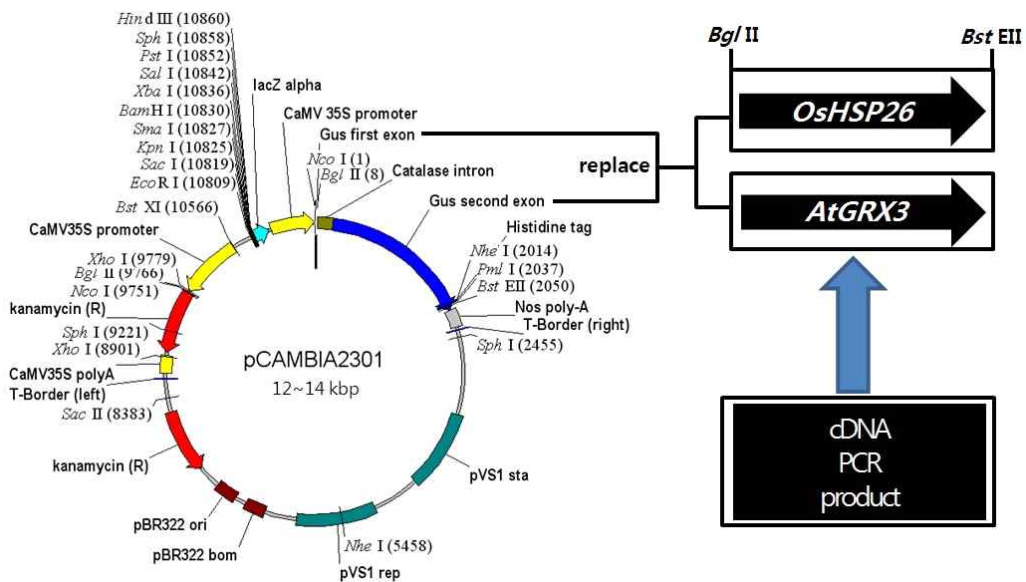 Hind III (10860)
Sph I (10858)
Pst I (10852)
Sal I (10842)
Xba I (10836)
BamH I (10830)
Sma I (10827)
Kpn I (10825)
Sac I (10819)
EcoR I (10809)
Bst XI (10566)
CaMV35S promoter
Xho I (9779)
Bgl II (9766)
Nco I (9751)
kanamycin (R)
Sph I (9221)
Xho I (8901)
CaMV35S polyA
T-Border (left)
Sac II (8383)
kanamycin (R)
pBR322 ori
pBR322 bom
lacZ alpha
CaMV 35S promoter
Gus first exon
Nco I (1)
Bgl II (8)
Catalase intron
Gus second exon
Histidine tag
Nhe I (2014)
Pml I (2037)
Bst EII (2050)
Nos poly-A
T-Border (right)
Sph I (2455)
pCAMBIA2301
12~14 kbp
pVS1 sta
Nhe I (5458)
pVS1 rep
replace
Bgl II
Bst EII
OsHSP26
AtGRX3
cDNA
PCR
product